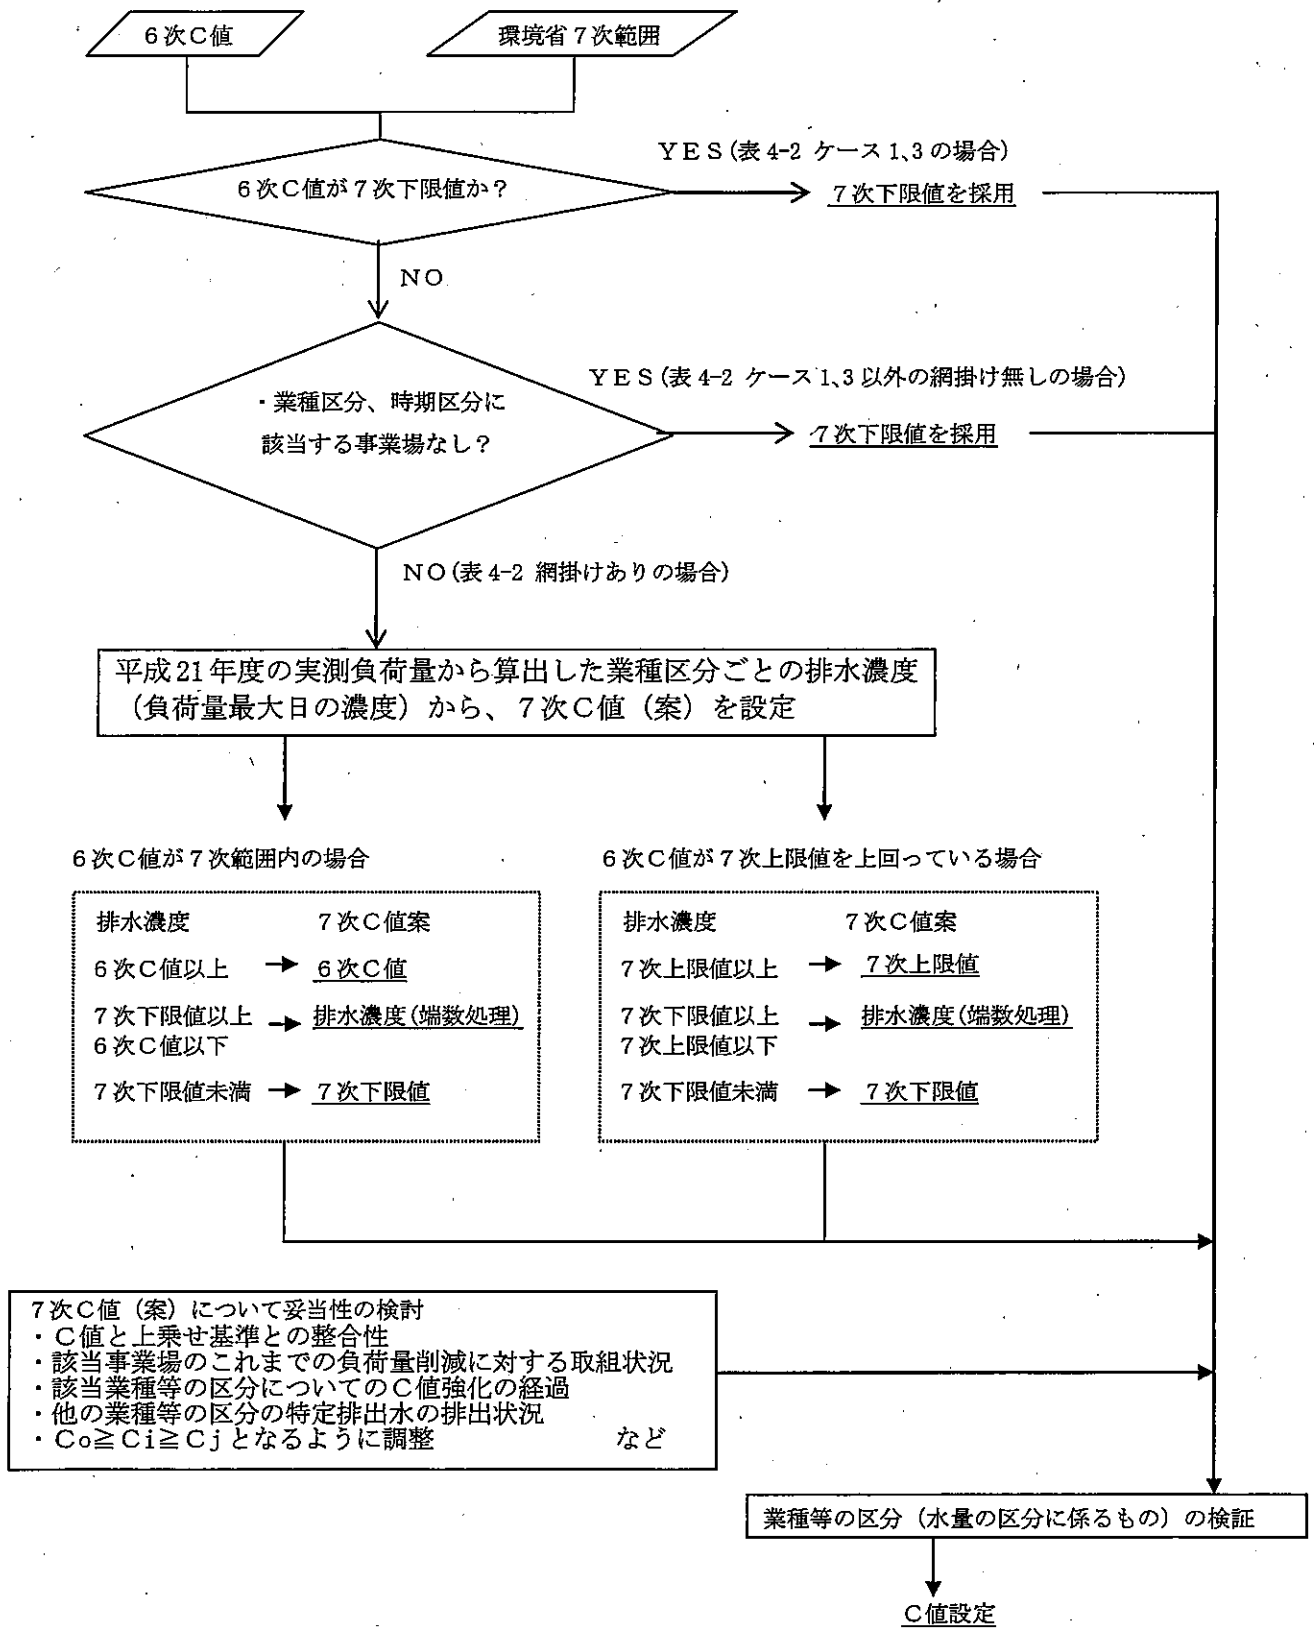 6次C値
環境省7次範囲
YES(表4-2 ケース1、3の場合)
6次C値が7次下限値か?
7次下限値を採用
NO
YES(表4-2 ケース1、3以外の網掛け無しの場合)
・業種区分、時期区分に
該当する事業場なし?
7次下限値を採用
NO(表4-2 網掛けありの場合)
平成21年度の実測負荷量から算出した業種区分ごとの排水濃度
(負荷量最大日の濃度)から、7次C値(案)を設定
6次C値が7次範囲内の場合
排水濃度 7次C値案
6次C値以上 → 6次C値
7次下限値以上
6次C値以下 → 排水濃度(端数処理)
7次下限値未満 → 7次下限値
6次C値が7次上限値を上回っている場合
排水濃度 7次C値案
7次上限値以上 → 7次上限値
7次下限値以上
7次上限値以下 → 排水濃度(端数処理)
7次下限値未満 → 7次下限値
7次C値(案)について妥当性の検討
・C値と上乗せ基準との整合性
・該当事業場のこれまでの負荷量削減に対する取組状況
・該当業種等の区分についてのC値強化の経過
・他の業種等の区分の特定排出水の排出状況
・Co≧Ci≧Cjとなるように調整 など
業種等の区分(水量の区分に係るもの)の検証
C値設定